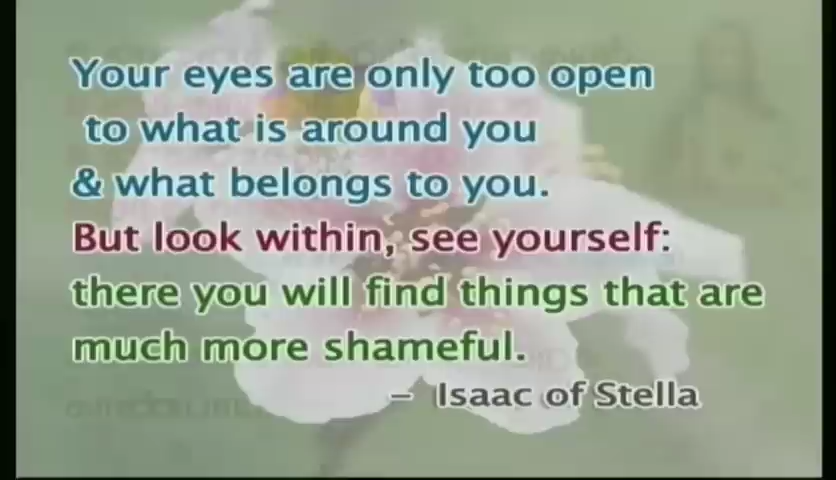 Your eyes are only too open
to what is around you
& what belongs to you.
But look within, see yourself:
there you will find things that are
much more shameful.
– Isaac of Stella